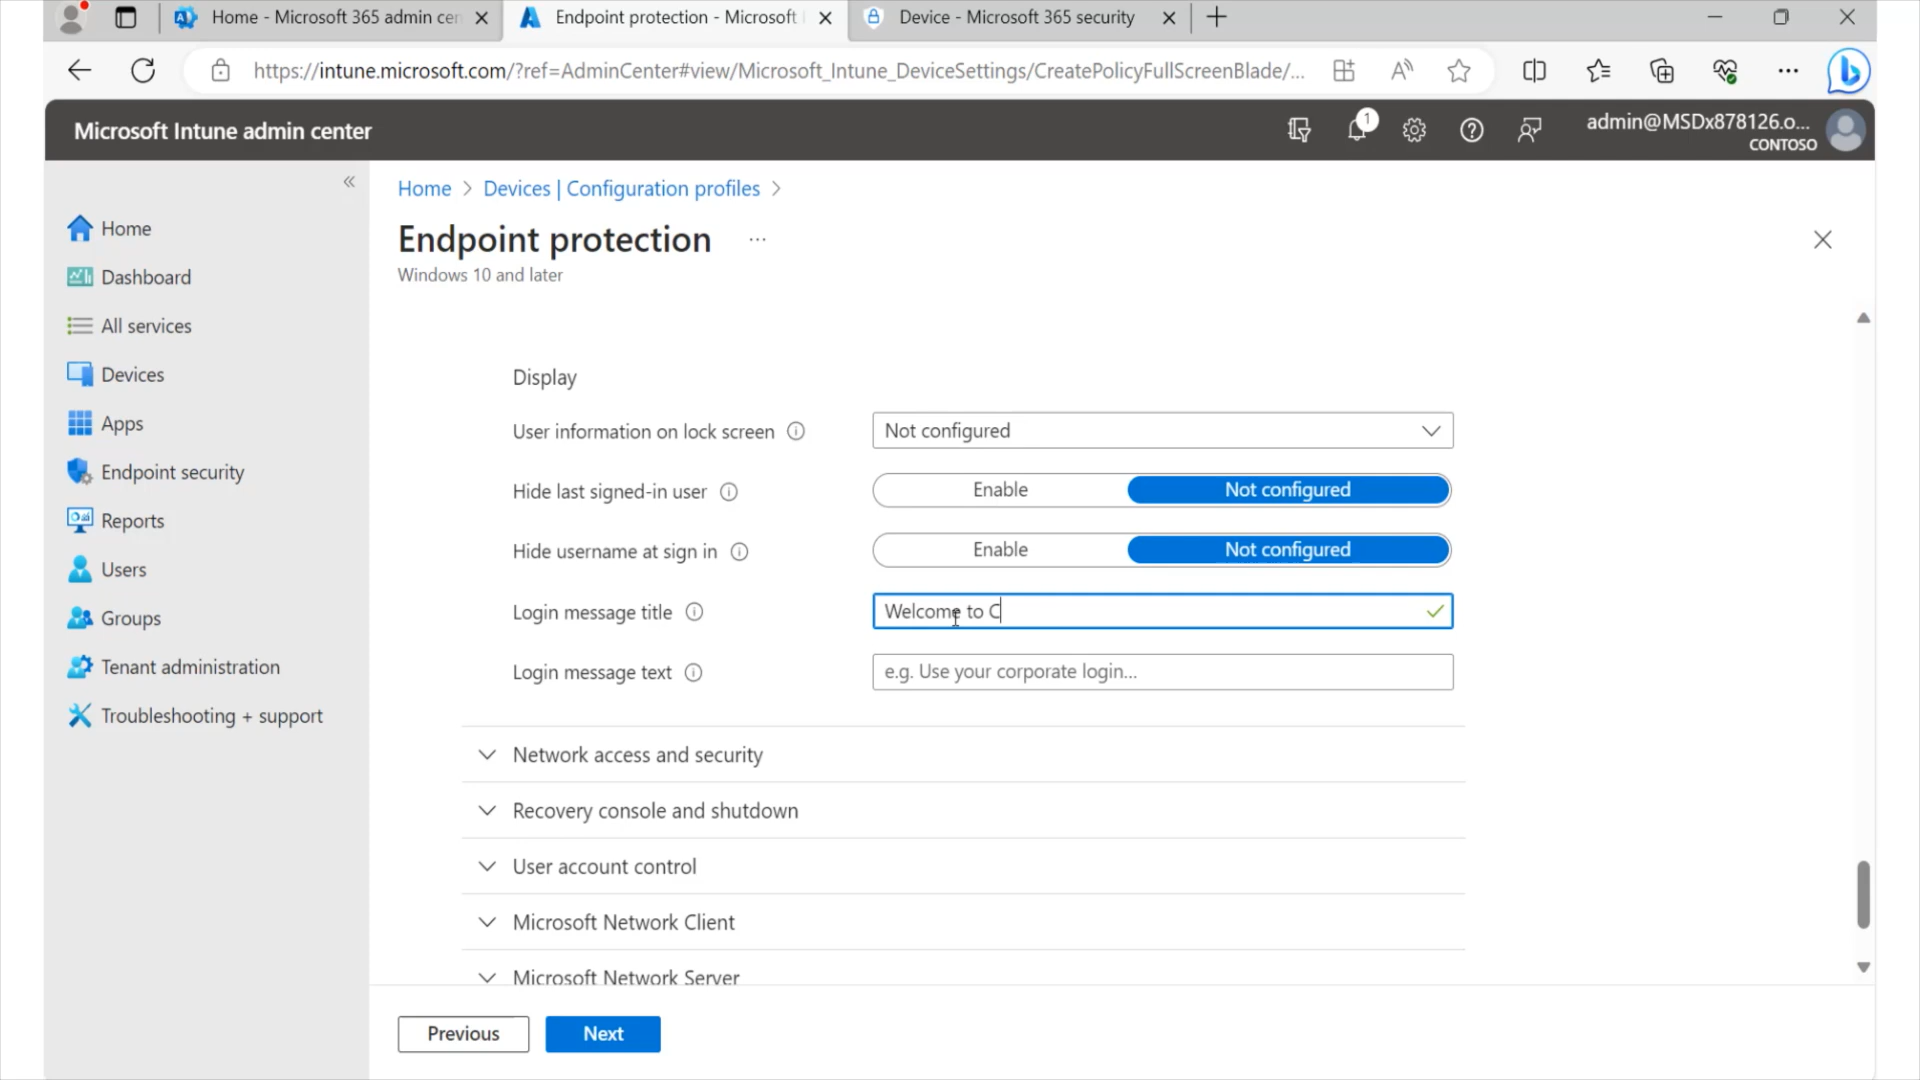 Home - Microsoft 365 admin cen
Endpoint protection - Microsoft I
Device - Microsoft 365 security
https://intune.microsoft.com/?ref=AdminCenter#view/Microsoft_Intune_DeviceSettings/CreatePolicyFullScreenBlade/...
Microsoft Intune admin center
1
admin@MSDx878126.o...
CONTOSO
Home
Dashboard
All services
Devices
Apps
Endpoint security
Reports
Users
Groups
Tenant administration
Troubleshooting + support
Home > Devices | Configuration profiles >
Endpoint protection ...
Windows 10 and later
Display
User information on lock screen Not configured
Hide last signed-in user Enable Not configured
Hide username at sign in Enable Not configured
Login message title Welcome to C
Login message text e.g. Use your corporate login...
Network access and security
Recovery console and shutdown
User account control
Microsoft Network Client
Microsoft Network Server
Previous Next